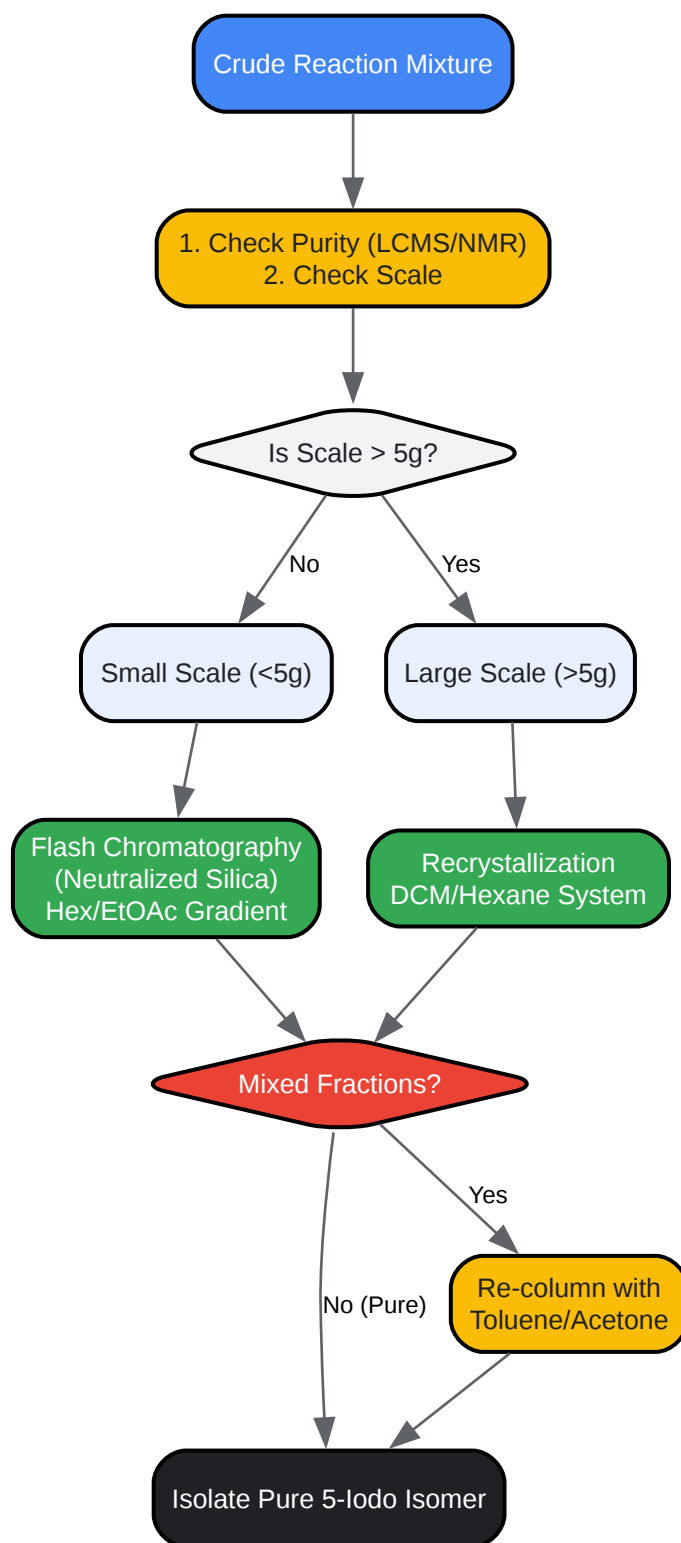 Crude Reaction Mixture
1. Check Purity (LCMS/NMR)
2. Check Scale
Is Scale > 5g?
No
Yes
Small Scale (<5g)
Large Scale (>5g)
Flash Chromatography
(Neutralized Silica)
Hex/EtOAc Gradient
Recrystallization
DCM/Hexane System
Mixed Fractions?
Yes
No (Pure)
Re-column with
Toluene/Acetone
Isolate Pure 5-Iodo Isomer